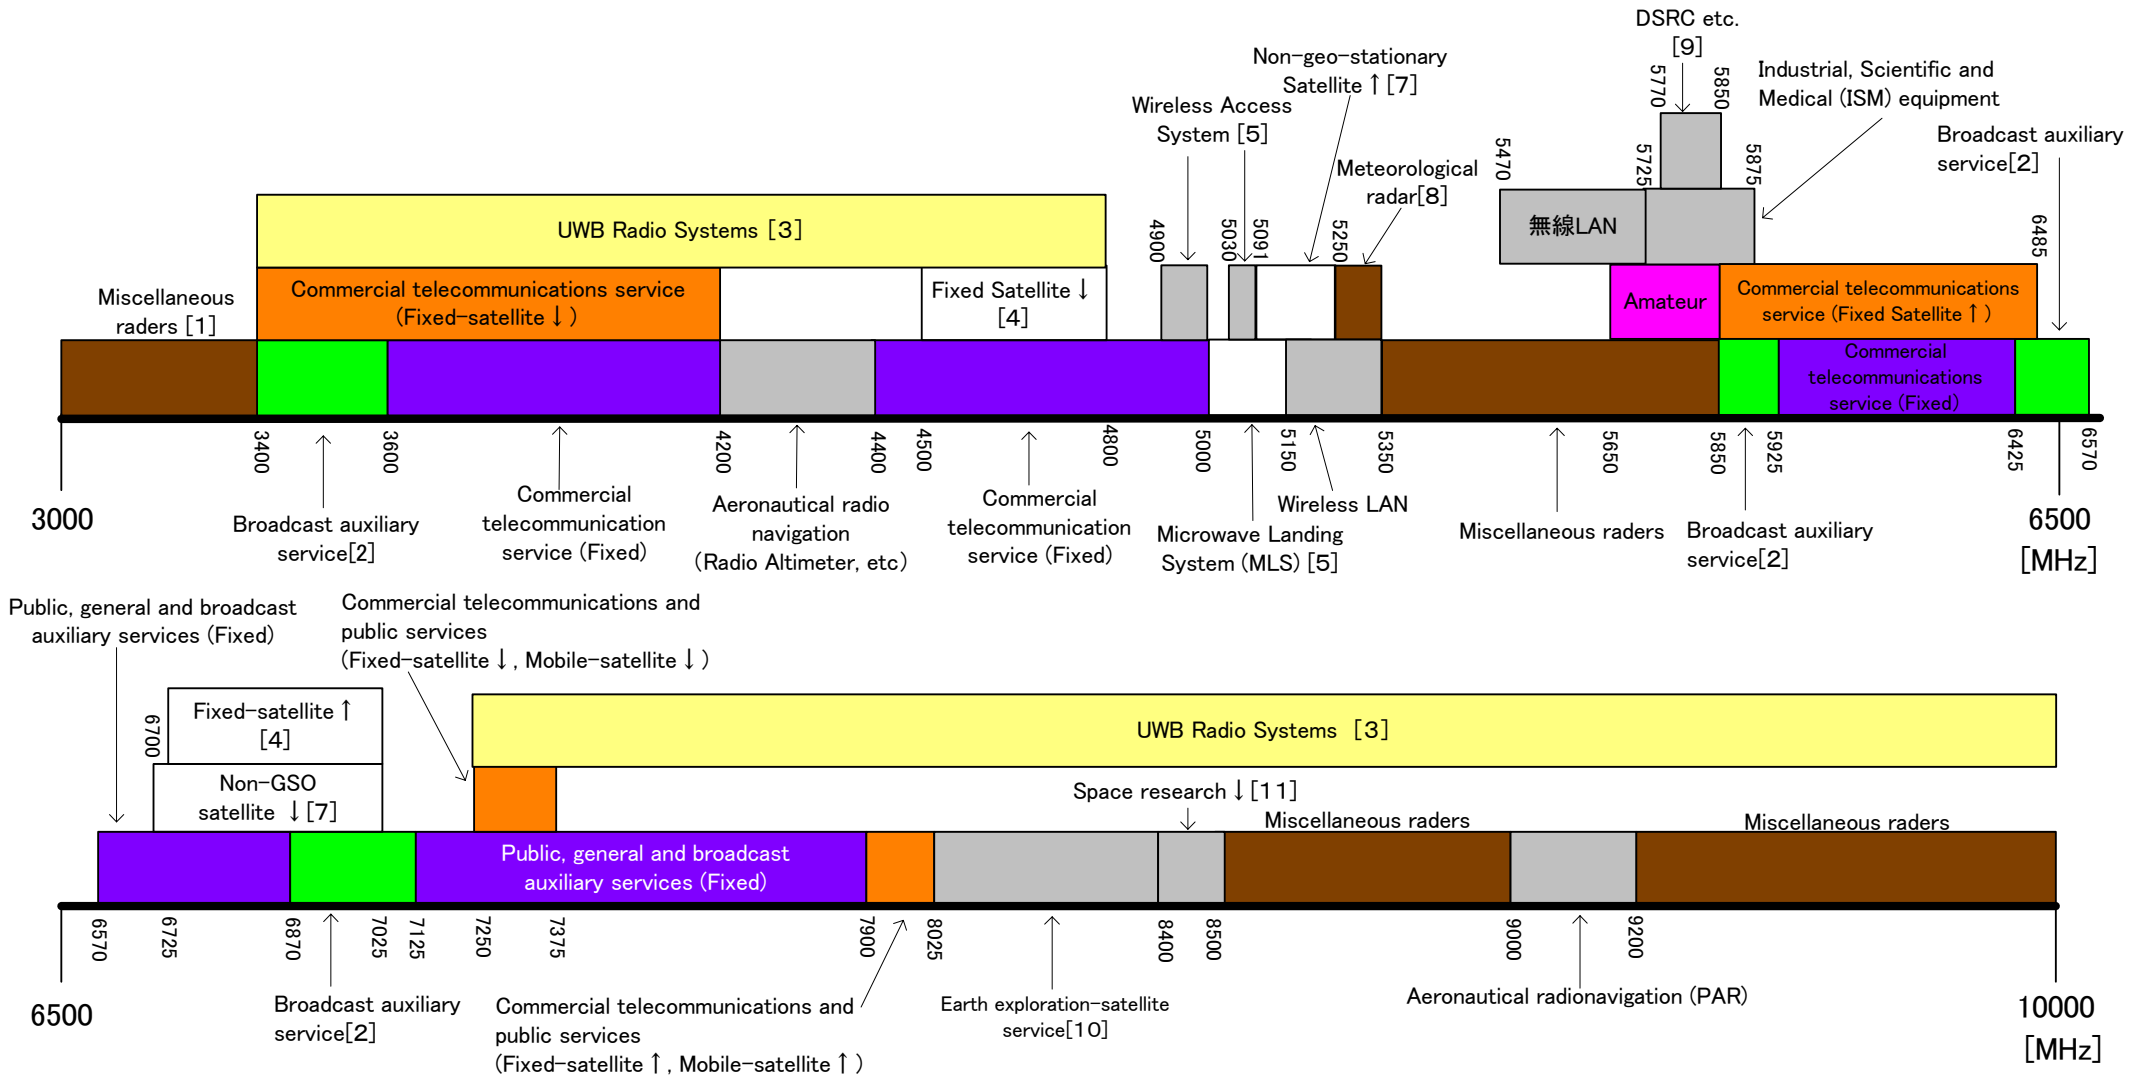 DSRC etc.
[9]
5770
5850
Non-geo-stationary
Satellite↑[7]
Industrial, Scientific and
Medical (ISM) equipment
Wireless Access
System [5]
Broadcast auxiliary
service[2]
Meteorological
radar[8]
5470
5725
5875
4900
5030
5091
5250
6485
UWB Radio Systems [3]
無線LAN
Miscellaneous
raders [1]
Commercial telecommunications service
(Fixed-satellite↓)
Fixed Satellite↓
[4]
Amateur
Commercial telecommunications
service (Fixed Satellite↑)
Commercial
telecommunications
service (Fixed)
3400
3600
4200
4400
4500
4800
5000
5150
5350
5650
5850
5925
6425
6570
3000
Broadcast auxiliary
service[2]
Commercial
telecommunication
service (Fixed)
Aeronautical radio
navigation
(Radio Altimeter, etc)
Commercial
telecommunication
service (Fixed)
Microwave Landing
System (MLS) [5]
Wireless LAN
Miscellaneous raders
Broadcast auxiliary
service[2]
6500
[MHz]
Public, general and broadcast
auxiliary services (Fixed)
Commercial telecommunications and
public services
(Fixed-satellite↓, Mobile-satellite↓)
6700
Fixed-satellite↑
[4]
Non-GSO
satellite ↓[7]
UWB Radio Systems [3]
Space research↓[11]
Miscellaneous raders
Miscellaneous raders
Public, general and broadcast
auxiliary services (Fixed)
6570
6725
6870
7025
7125
7250
7375
7900
8025
8400
8500
9000
9200
6500
Broadcast auxiliary
service[2]
Commercial telecommunications and
public services
(Fixed-satellite↑, Mobile-satellite↑)
Earth exploration-satellite
service[10]
Aeronautical radionavigation (PAR)
10000
[MHz]